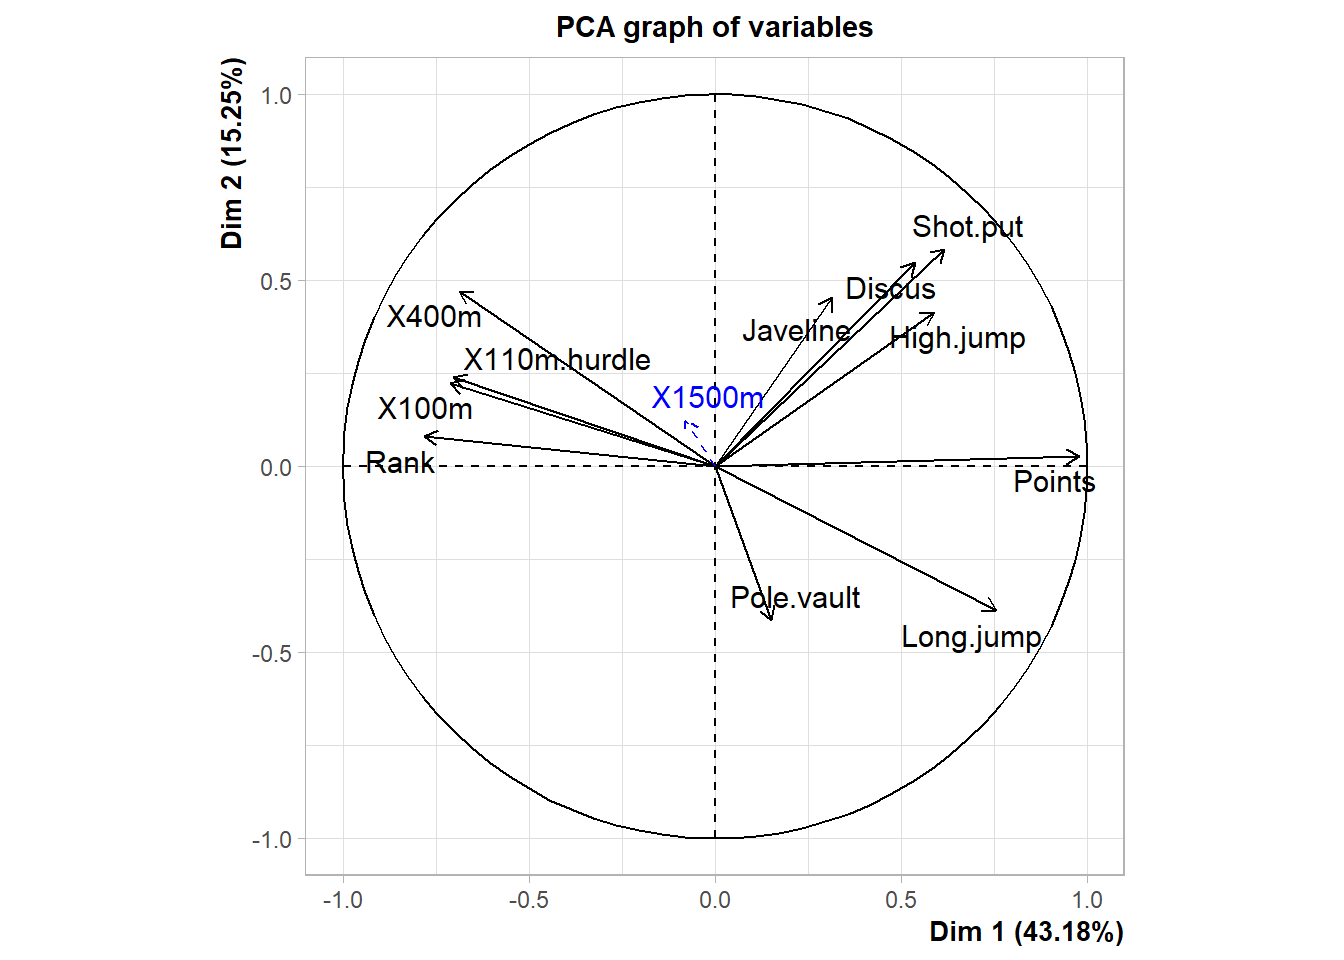 PCA graph of variables
Dim 2 (15.25%)
1.0
0.5
0.0
-0.5
-1.0
Shot.put
Discus
X400m
Javeline
High.jump
X110m.hurdle
X1500m
X100m
Rank
Points
Pole.vault
Long.jump
-1.0 -0.5 0.0 0.5 1.0
Dim 1 (43.18%)